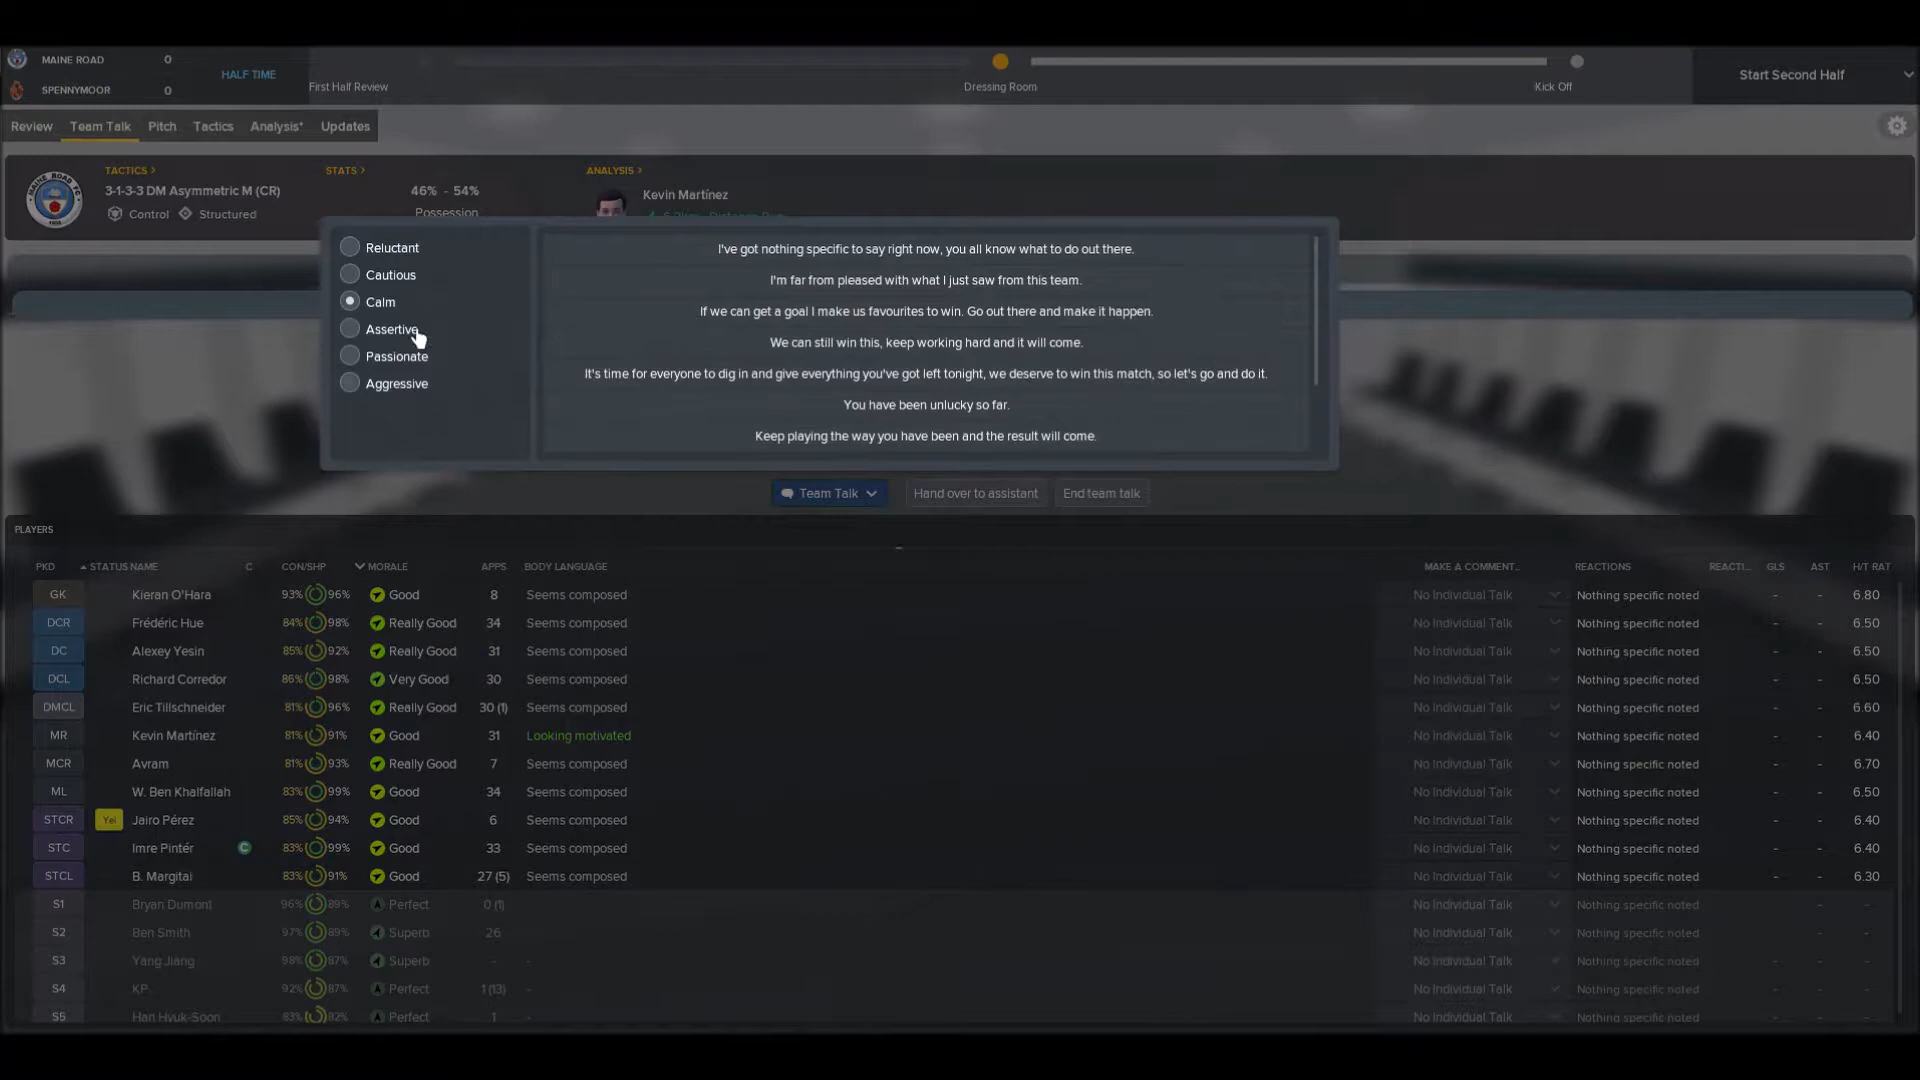 MAINE ROAD 0
SPENNYMOOR 0
HALF TIME
First Half Review
Dressing Room
Kick Off
Start Second Half
Review Team Talk Pitch Tactics Analysis* Updates
TACTICS >
3-1-3-3 DM Asymmetric M (CR)
Control Structured
STATS >
46% - 54%
Possession
ANALYSIS >
Kevin Martínez
Reluctant
Cautious
Calm
Assertive
Passionate
Aggressive
I've got nothing specific to say right now, you all know what to do out there.
I'm far from pleased with what I just saw from this team.
If we can get a goal I make us favourites to win. Go out there and make it happen.
We can still win this, keep working hard and it will come.
It's time for everyone to dig in and give everything you've got left tonight, we deserve to win this match, so let's go and do it.
You have been unlucky so far.
Keep playing the way you have been and the result will come.
Team Talk Hand over to assistant End team talk
PLAYERS
PKD STATUS NAME C CON/SHP MORALE APPS BODY LANGUAGE MAKE A COMMENT... REACTIONS REACTI... GLS AST H/T RAT
GK Kieran O'Hara 93% 96% Good 8 Seems composed No Individual Talk Nothing specific noted - - 6.80
DCR Frédéric Hue 84% 98% Really Good 34 Seems composed No Individual Talk Nothing specific noted - - 6.50
DC Alexey Yesin 85% 92% Really Good 31 Seems composed No Individual Talk Nothing specific noted - - 6.50
DCL Richard Corredor 86% 98% Very Good 30 Seems composed No Individual Talk Nothing specific noted - - 6.50
DMCL Eric Tillschneider 81% 96% Really Good 30 (1) Seems composed No Individual Talk Nothing specific noted - - 6.60
MR Kevin Martínez 81% 91% Good 31 Looking motivated No Individual Talk Nothing specific noted - - 6.40
MCR Avram 81% 93% Really Good 7 Seems composed No Individual Talk Nothing specific noted - - 6.70
ML W. Ben Khalfallah 83% 99% Good 34 Seems composed No Individual Talk Nothing specific noted - - 6.50
STCR Yel Jairo Pérez 85% 94% Good 6 Seems composed No Individual Talk Nothing specific noted - - 6.40
STC Imre Pintér C 83% 99% Good 33 Seems composed No Individual Talk Nothing specific noted - - 6.40
STCL B. Margitai 83% 91% Good 27 (5) Seems composed No Individual Talk Nothing specific noted - - 6.30
S1 Bryan Dumont 96% 89% Perfect 0 (1) No Individual Talk Nothing specific noted - - -
S2 Ben Smith 97% 89% Superb 26 No Individual Talk Nothing specific noted - - -
S3 Yang Jiang 98% 87% Superb - - No Individual Talk Nothing specific noted - - -
S4 KP 92% 87% Perfect 1 (13) - No Individual Talk Nothing specific noted - - -
S5 Han Hyuk-Soon 83% 82% Perfect 1 No Individual Talk Nothing specific noted - - -